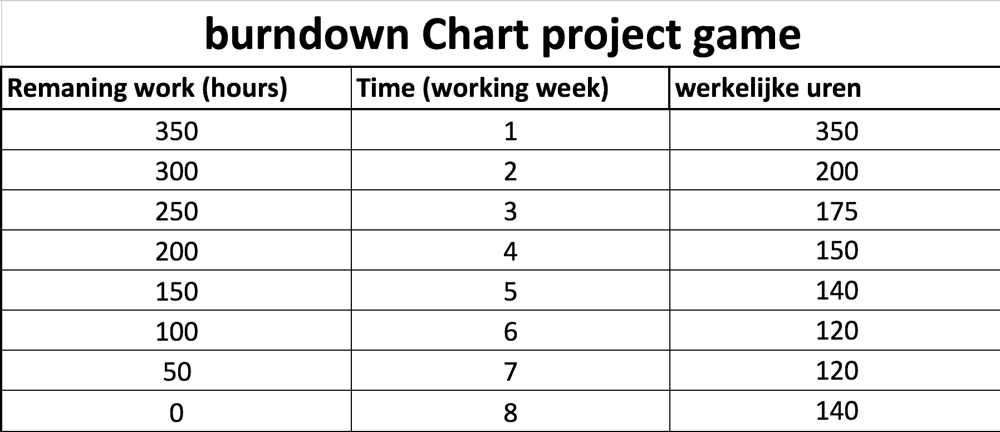 burndown Chart project game
Remaning work (hours) Time (working week) werkelijke uren
350 1 350
300 2 200
250 3 175
200 4 150
150 5 140
100 6 120
50 7 120
0 8 140